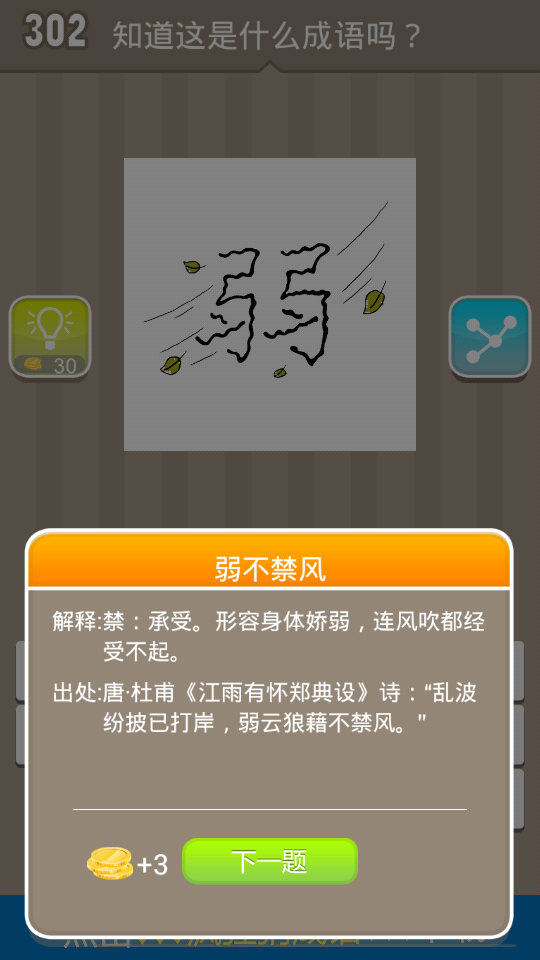 302 知道这是什么成语吗？
弱
30
弱不禁风
解释:禁：承受。形容身体娇弱，连风吹都经
受不起。
出处:唐·杜甫《江雨有怀郑典设》诗：“乱波
纷披已打岸，弱云狼藉不禁风。”
+3 下一题